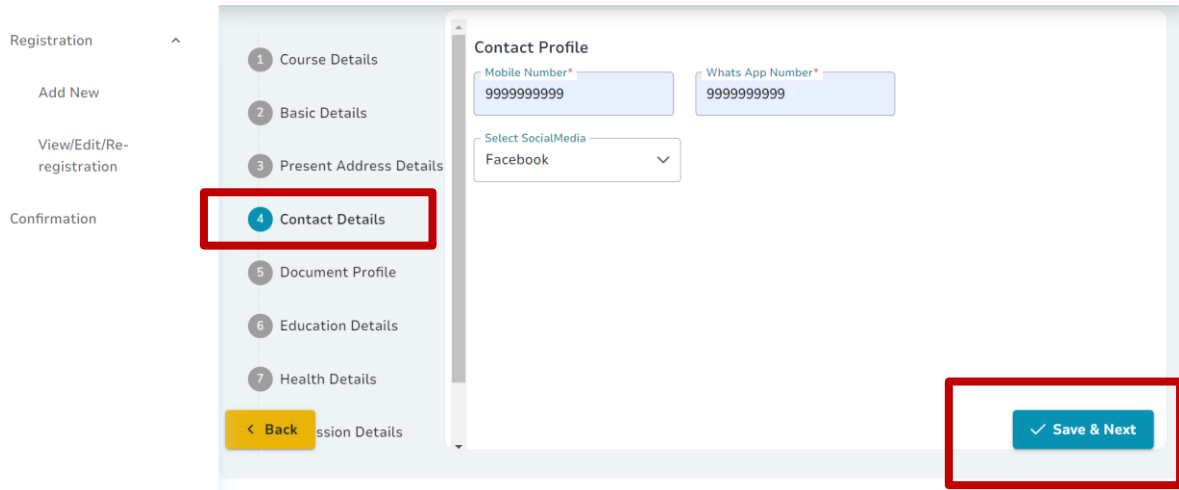 Registration
Add New
View/Edit/Re-
registration
Confirmation
1 Course Details
2 Basic Details
3 Present Address Details
4 Contact Details
5 Document Profile
6 Education Details
7 Health Details
Back
ssion Details
Contact Profile
Mobile Number*
9999999999
Whats App Number*
9999999999
Select SocialMedia
Facebook
Save & Next